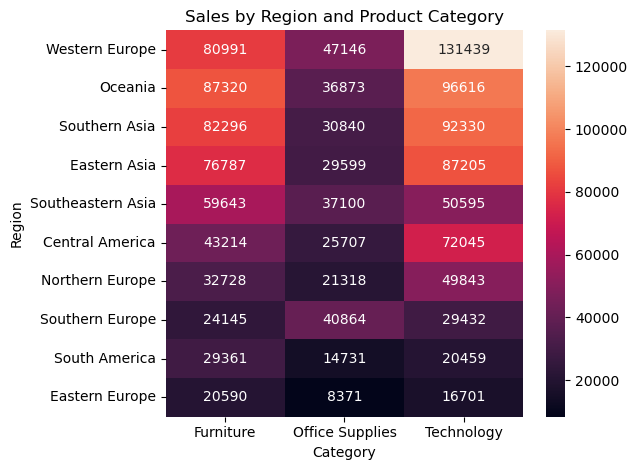 Sales by Region and Product Category
Western Europe 80991 47146 131439
Oceania 87320 36873 96616
Southern Asia 82296 30840 92330
Eastern Asia 76787 29599 87205
Southeastern Asia 59643 37100 50595
Central America 43214 25707 72045
Northern Europe 32728 21318 49843
Southern Europe 24145 40864 29432
South America 29361 14731 20459
Eastern Europe 20590 8371 16701
Furniture Office Supplies Technology
Category
Region
120000
100000
80000
60000
40000
20000